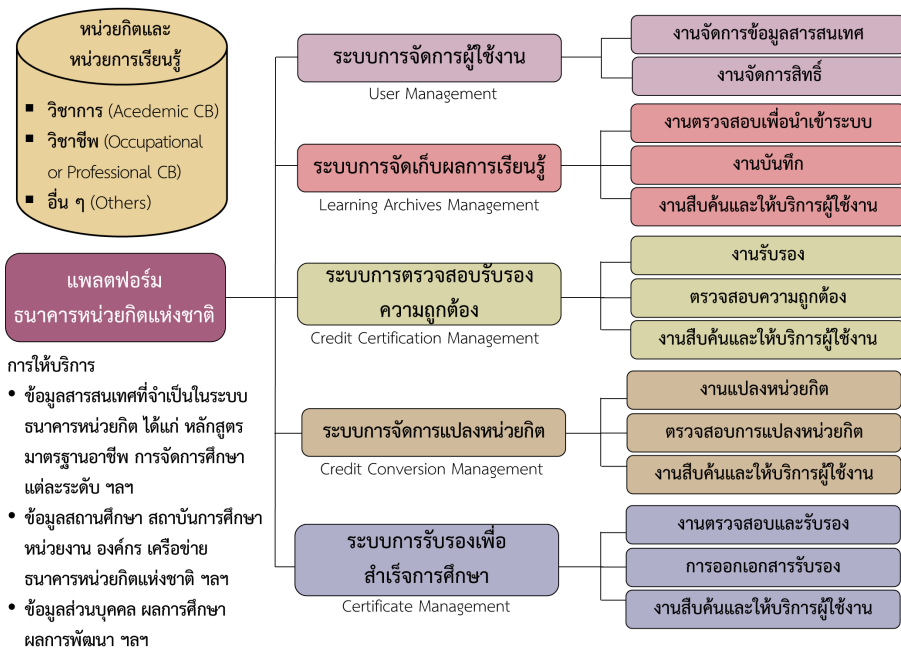 หน่วยกิตและ
หน่วยการเรียนรู้
▪ วิชาการ (Acedemic CB)
▪ วิชาชีพ (Occupational
or Professional CB)
▪ อื่น ๆ (Others)
แพลตฟอร์ม
ธนาคารหน่วยกิตแห่งชาติ
การให้บริการ
• ข้อมูลสารสนเทศที่จำเป็นในระบบ
ธนาคารหน่วยกิต ได้แก่ หลักสูตร
มาตรฐานอาชีพ การจัดการศึกษา
แต่ละระดับ ฯลฯ
• ข้อมูลสถานศึกษา สถาบันการศึกษา
หน่วยงาน องค์กร เครือข่าย
ธนาคารหน่วยกิตแห่งชาติ ฯลฯ
• ข้อมูลส่วนบุคคล ผลการศึกษา
ผลการพัฒนา ฯลฯ
ระบบการจัดการผู้ใช้งาน
User Management
งานจัดการข้อมูลสารสนเทศ
งานจัดการสิทธิ์
ระบบการจัดเก็บผลการเรียนรู้
Learning Archives Management
งานตรวจสอบเพื่อนำเข้าระบบ
งานบันทึก
งานสืบค้นและให้บริการผู้ใช้งาน
ระบบการตรวจสอบรับรอง
ความถูกต้อง
Credit Certification Management
งานรับรอง
ตรวจสอบความถูกต้อง
งานสืบค้นและให้บริการผู้ใช้งาน
ระบบการจัดการแปลงหน่วยกิต
Credit Conversion Management
งานแปลงหน่วยกิต
ตรวจสอบการแปลงหน่วยกิต
งานสืบค้นและให้บริการผู้ใช้งาน
ระบบการรับรองเพื่อ
สำเร็จการศึกษา
Certificate Management
งานตรวจสอบและรับรอง
การออกเอกสารรับรอง
งานสืบค้นและให้บริการผู้ใช้งาน